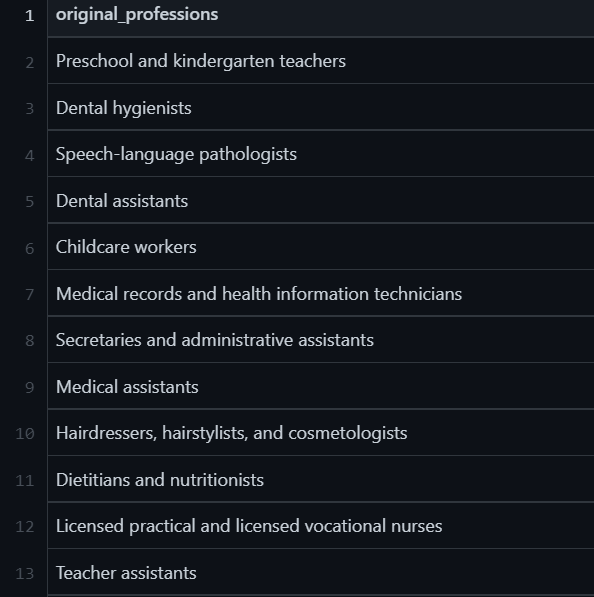 1 original_professions
2 Preschool and kindergarten teachers
3 Dental hygienists
4 Speech-language pathologists
5 Dental assistants
6 Childcare workers
7 Medical records and health information technicians
8 Secretaries and administrative assistants
9 Medical assistants
10 Hairdressers, hairstylists, and cosmetologists
11 Dietitians and nutritionists
12 Licensed practical and licensed vocational nurses
13 Teacher assistants